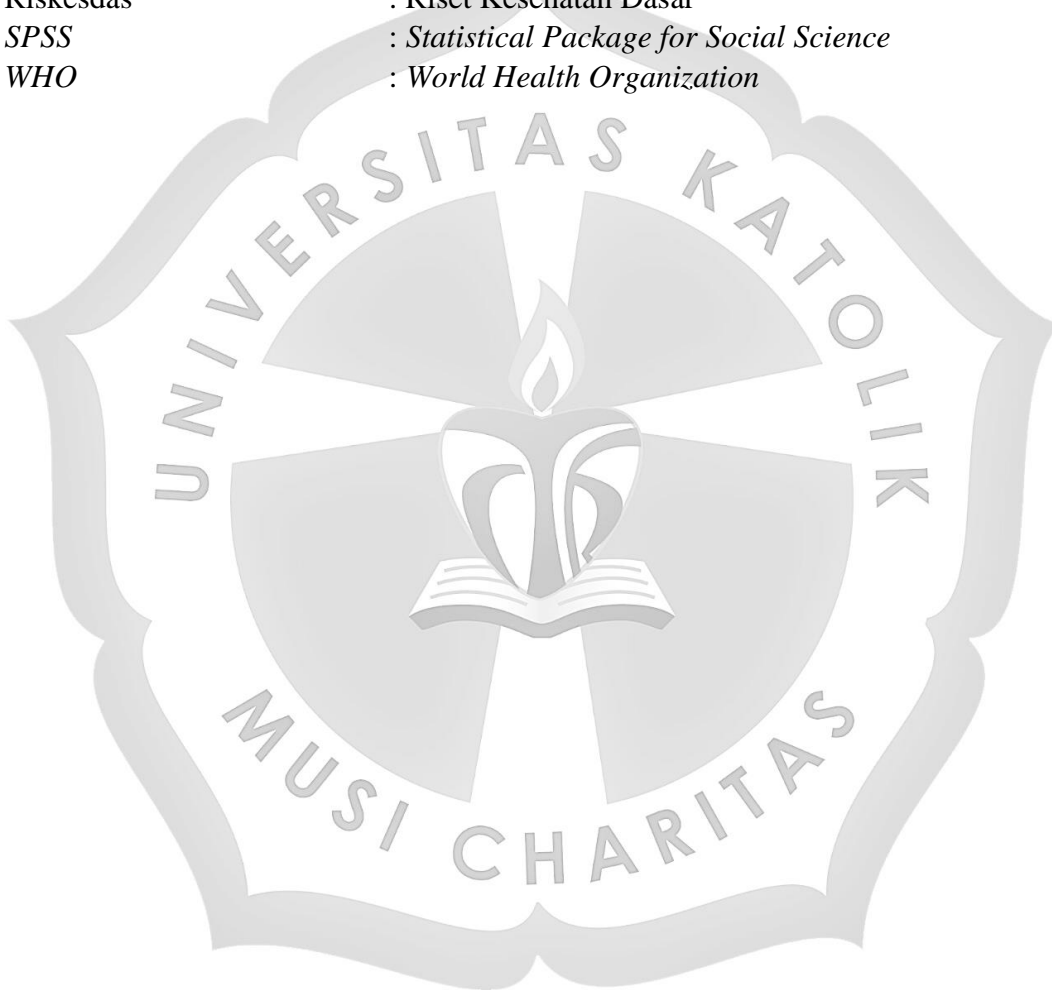 Riskesdas : Riset Kesehatan Dasar
SPSS : Statistical Package for Social Science
WHO : World Health Organization
UNIVERSITAS KATOLIK
MUSI CHARITAS